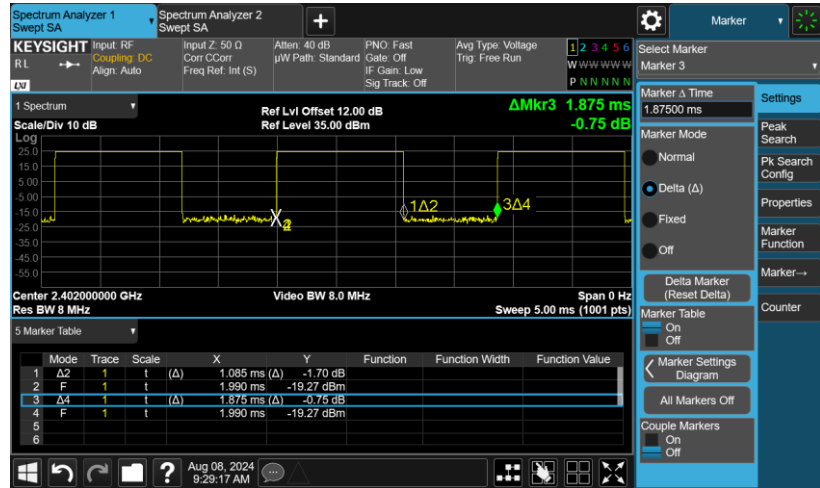 Spectrum Analyzer 1
Swept SA
Spectrum Analyzer 2
Swept SA
+
Marker
KEYSIGHT
RL
LXI
Input: RF
Coupling: DC
Align: Auto
Input Z: 50 Ω
Corr CCorr
Freq Ref: Int (S)
Atten: 40 dB
µW Path: Standard
PNO: Fast
Gate: Off
IF Gain: Low
Sig Track: Off
Avg Type: Voltage
Trig: Free Run
1 2 3 4 5 6
W W W W W W
P N N N N N
Select Marker
Marker 3
1 Spectrum
Scale/Div 10 dB
Log
Ref Lvl Offset 12.00 dB
Ref Level 35.00 dBm
ΔMkr3 1.875 ms
-0.75 dB
25.0
15.0
5.00
-5.00
-15.0
-25.0
-35.0
-45.0
-55.0
1Δ2
3Δ4
Center 2.402000000 GHz
Res BW 8 MHz
Video BW 8.0 MHz
Span 0 Hz
Sweep 5.00 ms (1001 pts)
5 Marker Table
Mode Trace Scale X Y Function Function Width Function Value
1 Δ2 1 t (Δ) 1.085 ms (Δ) -1.70 dB
2 F 1 t 1.990 ms -19.27 dBm
3 Δ4 1 t (Δ) 1.875 ms (Δ) -0.75 dB
4 F 1 t 1.990 ms -19.27 dBm
5
6
Marker Δ Time
1.87500 ms
Marker Mode
Normal
Delta (Δ)
Fixed
Off
Delta Marker
(Reset Delta)
Marker Table
On
Off
Marker Settings
Diagram
All Markers Off
Couple Markers
On
Off
Settings
Peak
Search
Pk Search
Config
Properties
Marker
Function
Marker→
Counter
?
Aug 08, 2024
9:29:17 AM